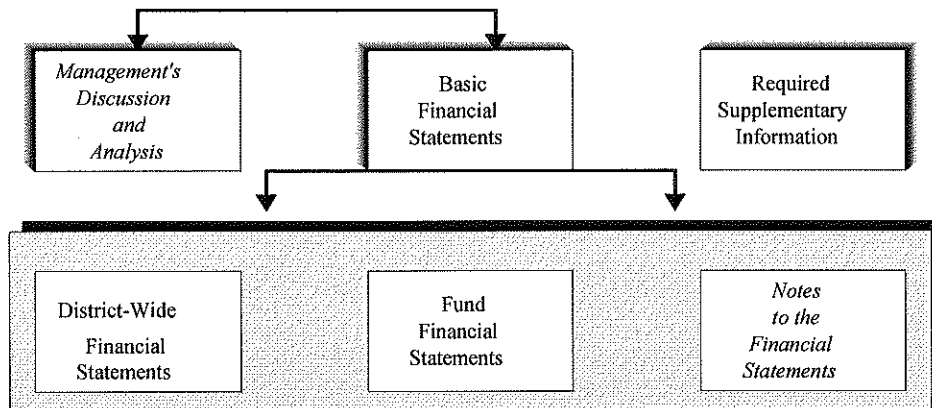 Management's
Discussion
and
Analysis
Basic
Financial
Statements
Required
Supplementary
Information
District-Wide
Financial
Statements
Fund
Financial
Statements
Notes
to the
Financial
Statements